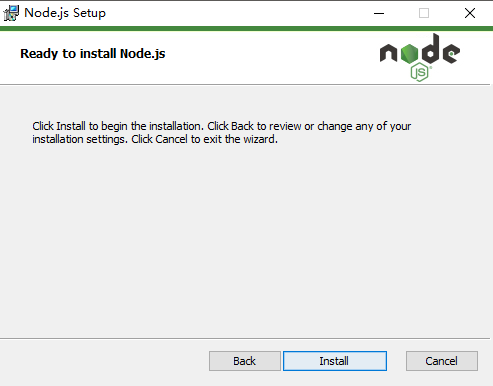 Node.js Setup
Ready to install Node.js
node
JS
Click Install to begin the installation. Click Back to review or change any of your
installation settings. Click Cancel to exit the wizard.
Back
Install
Cancel